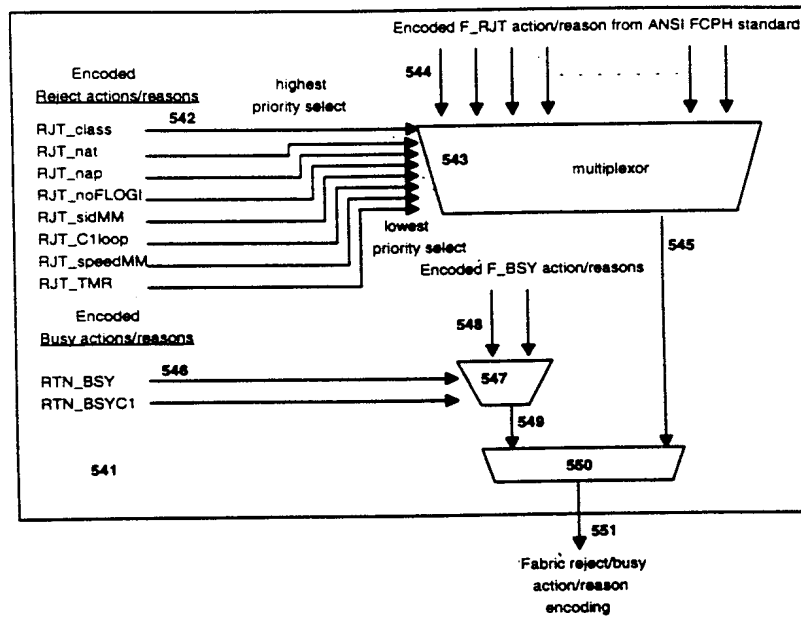 Encoded F_RJT action/reason from ANSI FCPH standard
544
Encoded
Reject actions/reasons
542
highest
priority select
RJT_class
RJT_nat
RJT_nap
RJT_noFLOGI
RJT_sidMM
RJT_C1loop
RJT_speedMM
RJT_TMR
543
multiplexor
lowest
priority select
545
Encoded F_BSY action/reasons
548
Encoded
Busy actions/reasons
546
RTN_BSY
RTN_BSYC1
547
549
541
550
551
Fabric reject/busy
action/reason
encoding